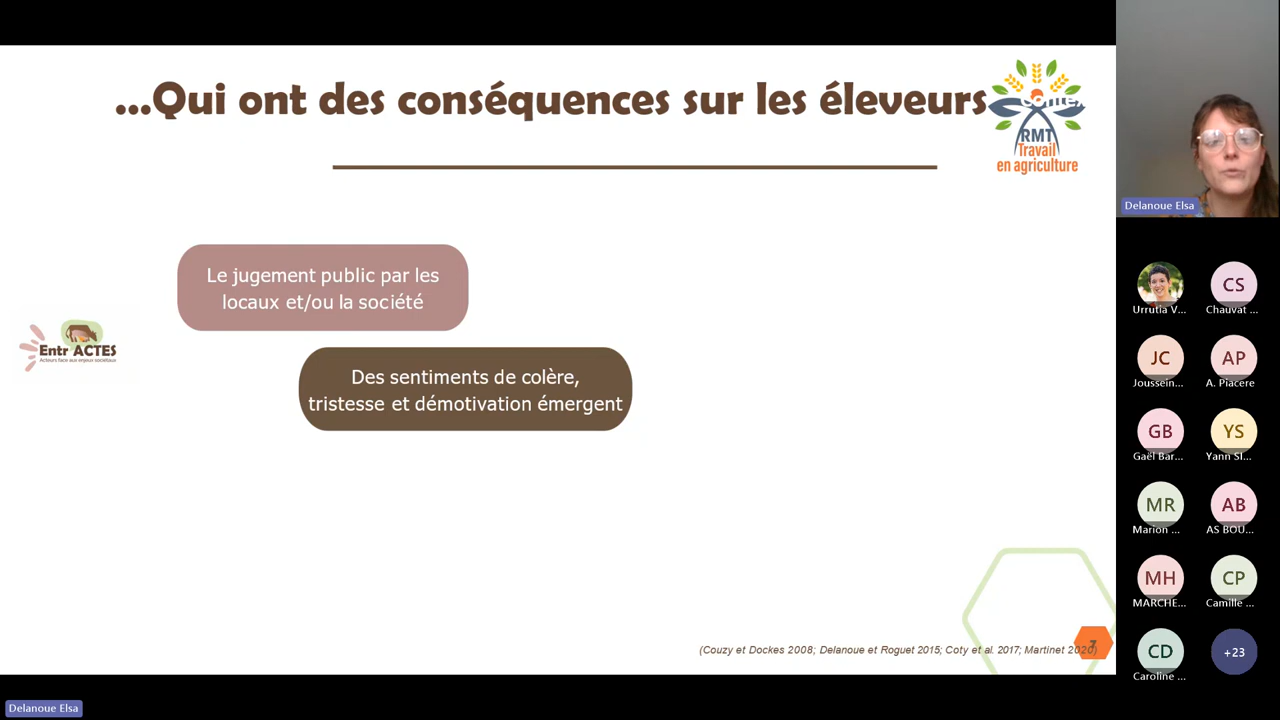 ...Qui ont des conséquences sur les éleveurs
RMT
Travail
en agriculture
Delanoue Elsa
Le jugement public par les
locaux et/ou la société
Entr ACTES
Acteurs face aux enjeux sociétaux
Des sentiments de colère,
tristesse et démotivation émergent
(Couzy et Dockes 2008; Delanoue et Roguet 2015; Coty et al. 2017; Martinet 2020)
7
CS
Urrutia V...
Chauvat ...
JC
AP
Joussein...
A. Piacere
GB
YS
Gaël Bar...
Yann Sl...
MR
AB
Marion ...
AS BOU...
MH
CP
MARCHE...
Camille ...
CD
+23
Caroline ...
Delanoue Elsa